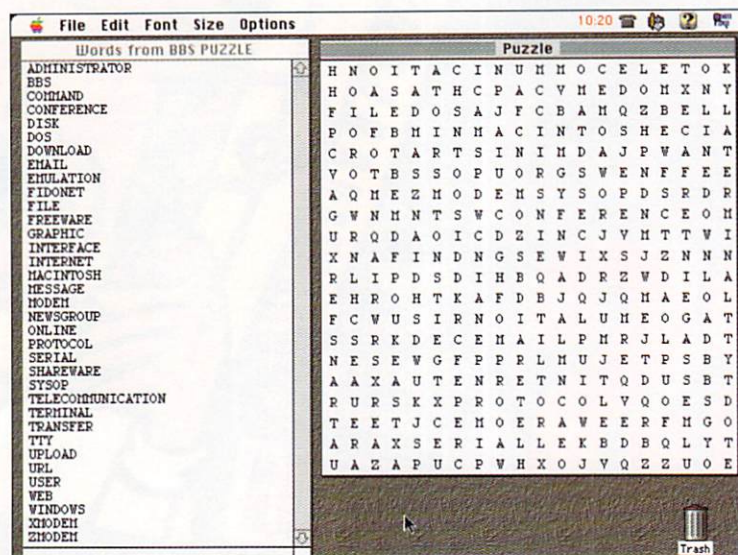 File Edit Font Size Options 10:20
Words from BBS PUZZLE
ADMINISTRATOR
BBS
COMMAND
CONFERENCE
DISK
DOS
DOWNLOAD
EMAIL
EMULATION
FIDONET
FILE
FREEWARE
GRAPHIC
INTERFACE
INTERNET
MACINTOSH
MESSAGE
MODEM
NEWSGROUP
ONLINE
PROTOCOL
SERIAL
SHAREWARE
SYSOP
TELECOMMUNICATION
TERMINAL
TRANSFER
TTY
UPLOAD
URL
USER
WEB
WINDOWS
XMODEM
ZMODEM
Puzzle
H N O I T A C I N U M M O C E L E T O K
H O A S A T H C P A C V M E D O M X N Y
F I L E D O S A J F C B A M Q Z B E L L
P O F B M I N M A C I N T O S H E C I A
C R O T A R T S I N I M D A J P W A N T
V O T B S S O P U O R G S W E N F F E E
A Q M E Z M O D E M S Y S O P D S R D R
G W N M N T S W C O N F E R E N C E O M
U R Q D A O I C D Z I N C J V M T T W I
X N A F I N D N G S E W I X S J Z N N N
R L I P D S D I H B Q A D R Z W D I L A
E H R O H T K A F D B J Q J Q M A E O L
F C W U S I R N O I T A L U M E O G A T
S S R K D E C E M A I L P M R J L A D T
N E S E W G F P P R L M U J E T P S B Y
A A X A U T E N R E T N I T Q D U S B T
R U R S K X P R O T O C O L V Q O E S D
T E E T J C E M O E R A W E E R F M G O
A R A X S E R I A L L E K B D B Q L Y T
U A Z A P U C P W H X O J V Q Z Z U O E
Trash